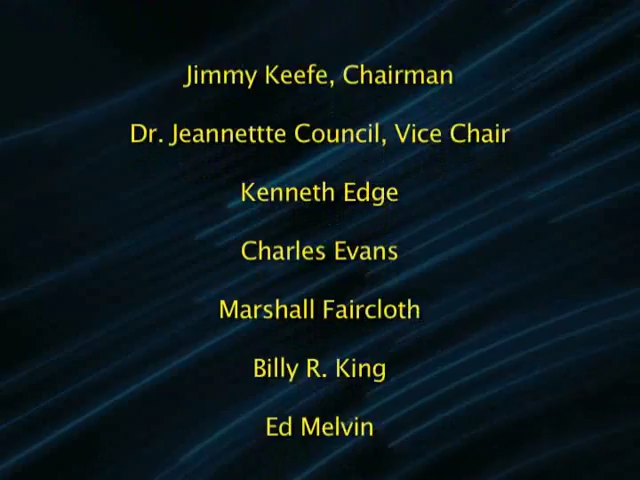 Jimmy Keefe, Chairman
Dr. Jeannettte Council, Vice Chair
Kenneth Edge
Charles Evans
Marshall Faircloth
Billy R. King
Ed Melvin